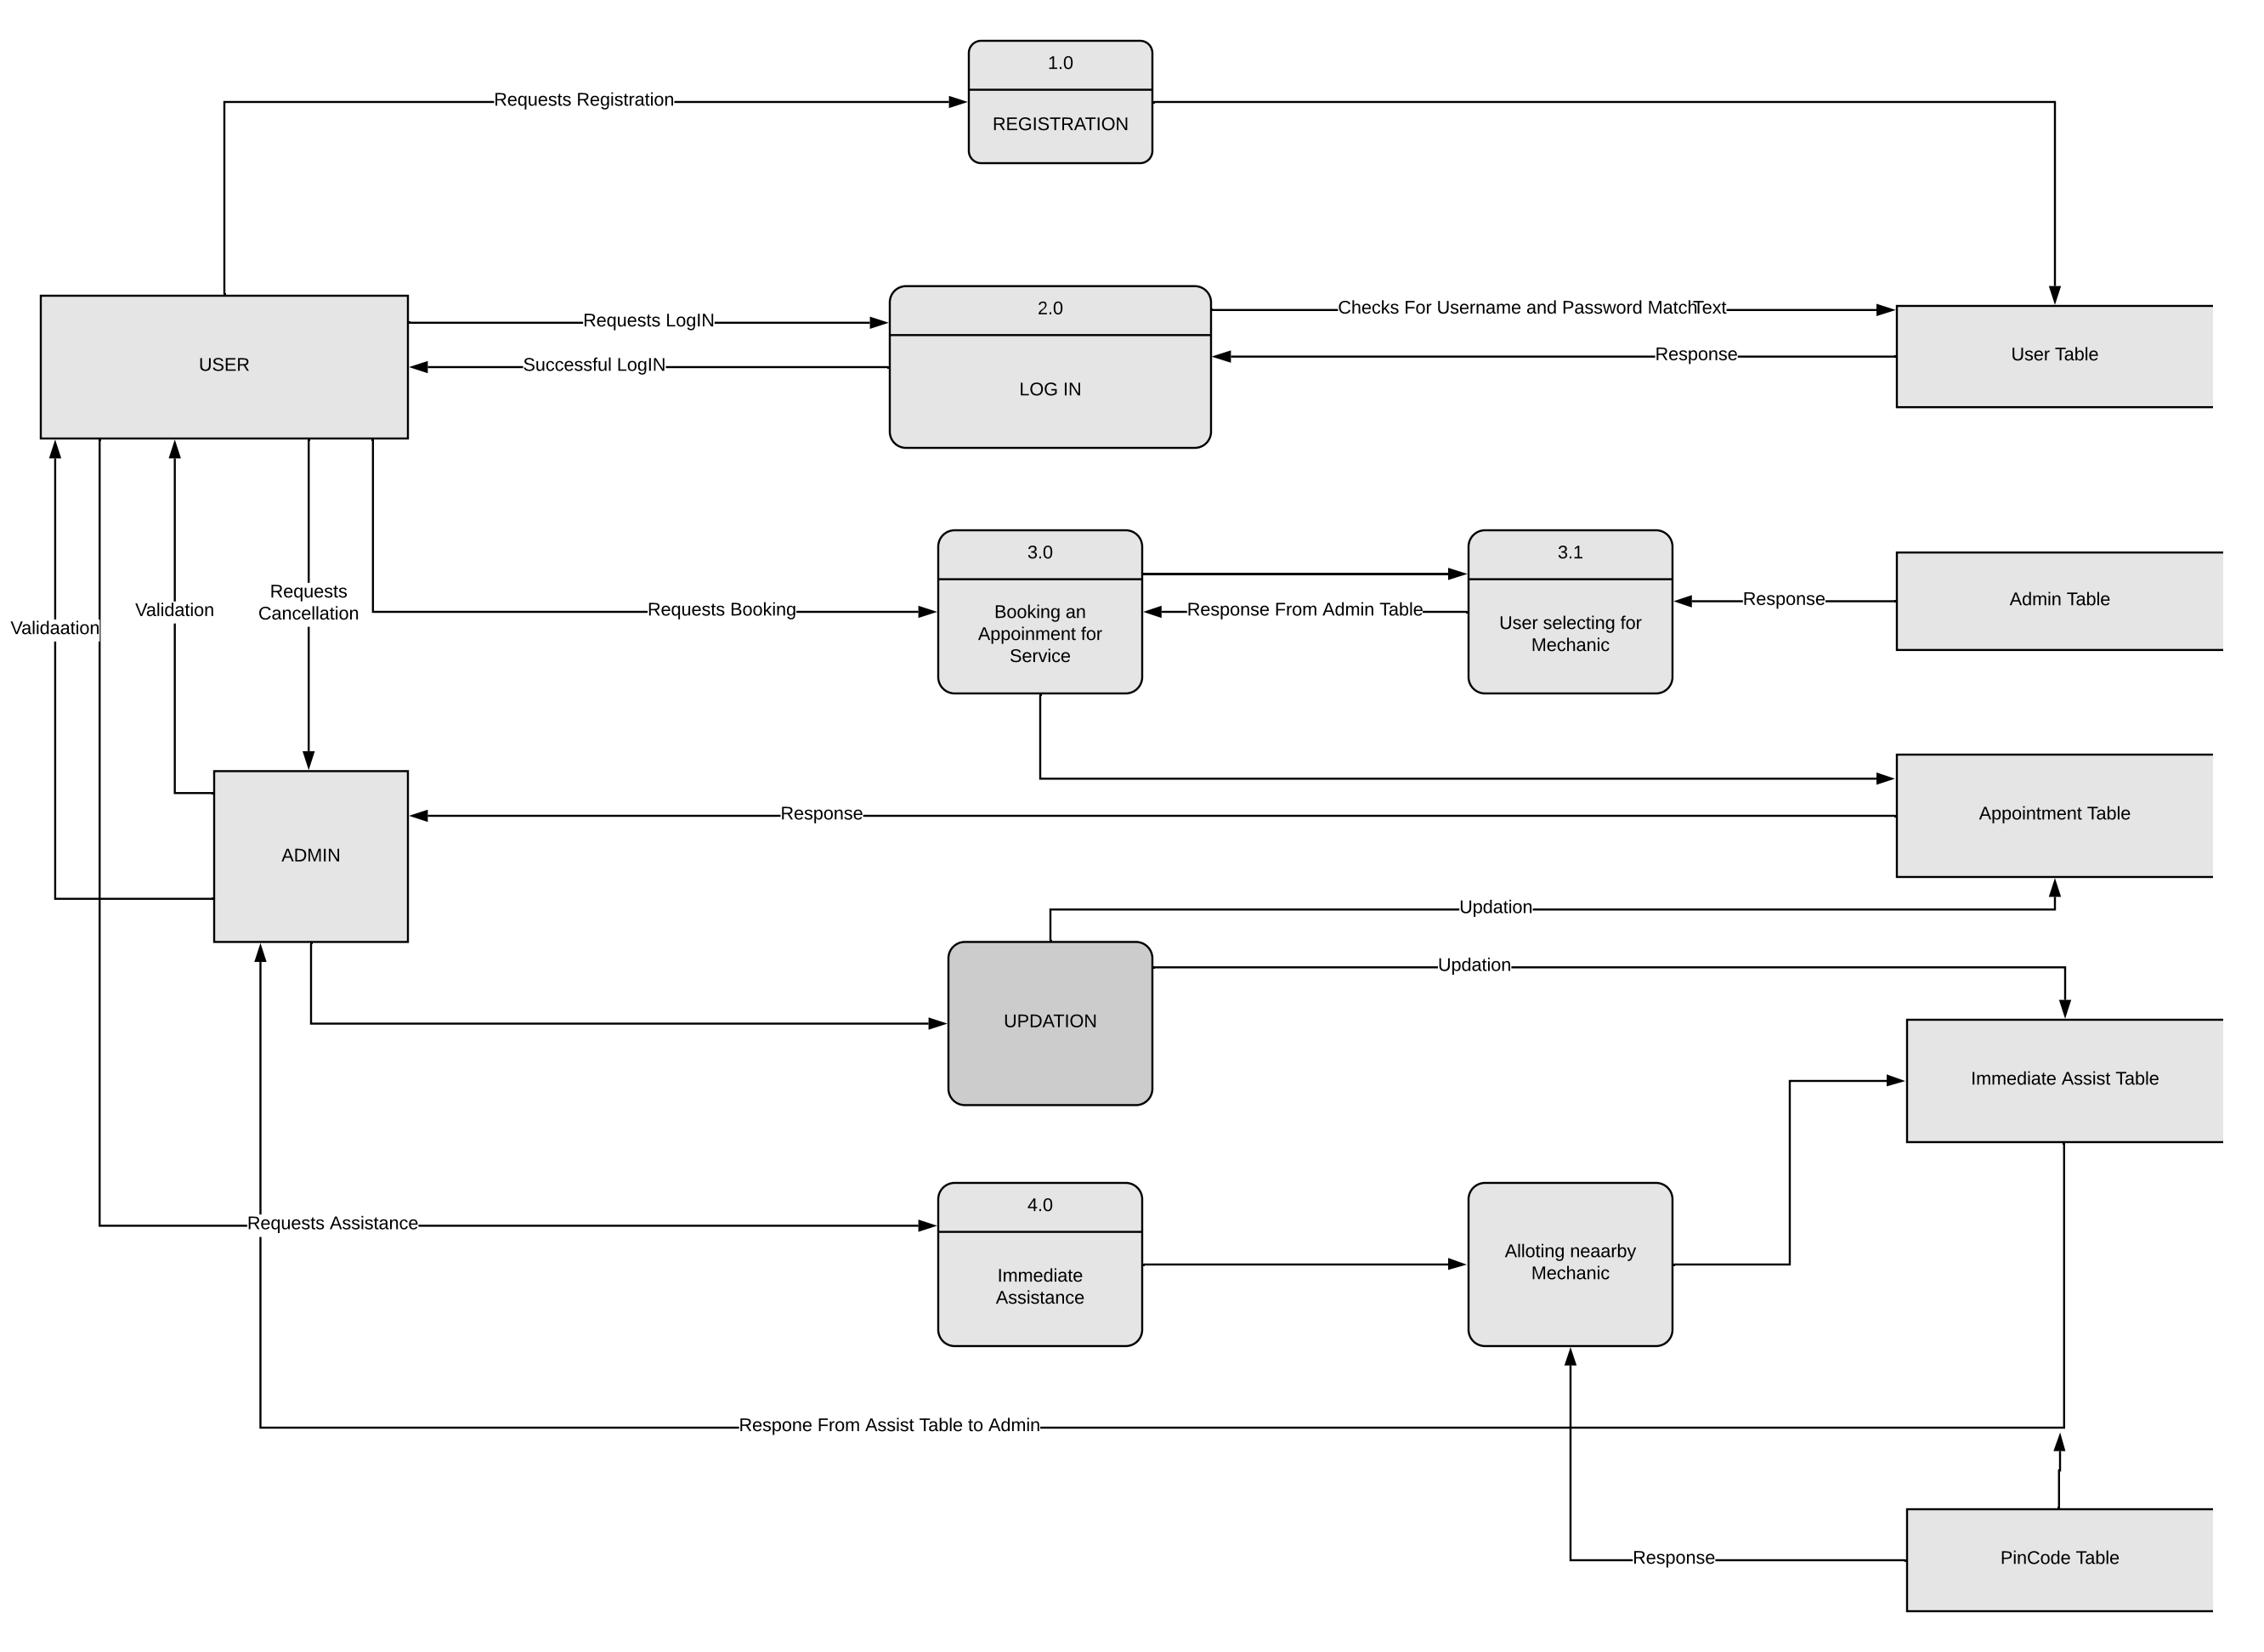 1.0
Requests Registration
REGISTRATION
2.0
Checks For Username and Password Match
Text
Requests LogIN
User Table
Response
Successful LogIN
USER
LOG IN
3.0
3.1
Requests
Cancellation
Validation
Validaation
Requests Booking
Booking an
Appoinment for
Service
Response From Admin Table
User selecting for
Mechanic
Response
Admin Table
Response
Appointment Table
ADMIN
Updation
Updation
UPDATION
Immediate Assist Table
4.0
Requests Assistance
Immediate
Assistance
Alloting neaarby
Mechanic
Respone From Assist Table to Admin
Response
PinCode Table